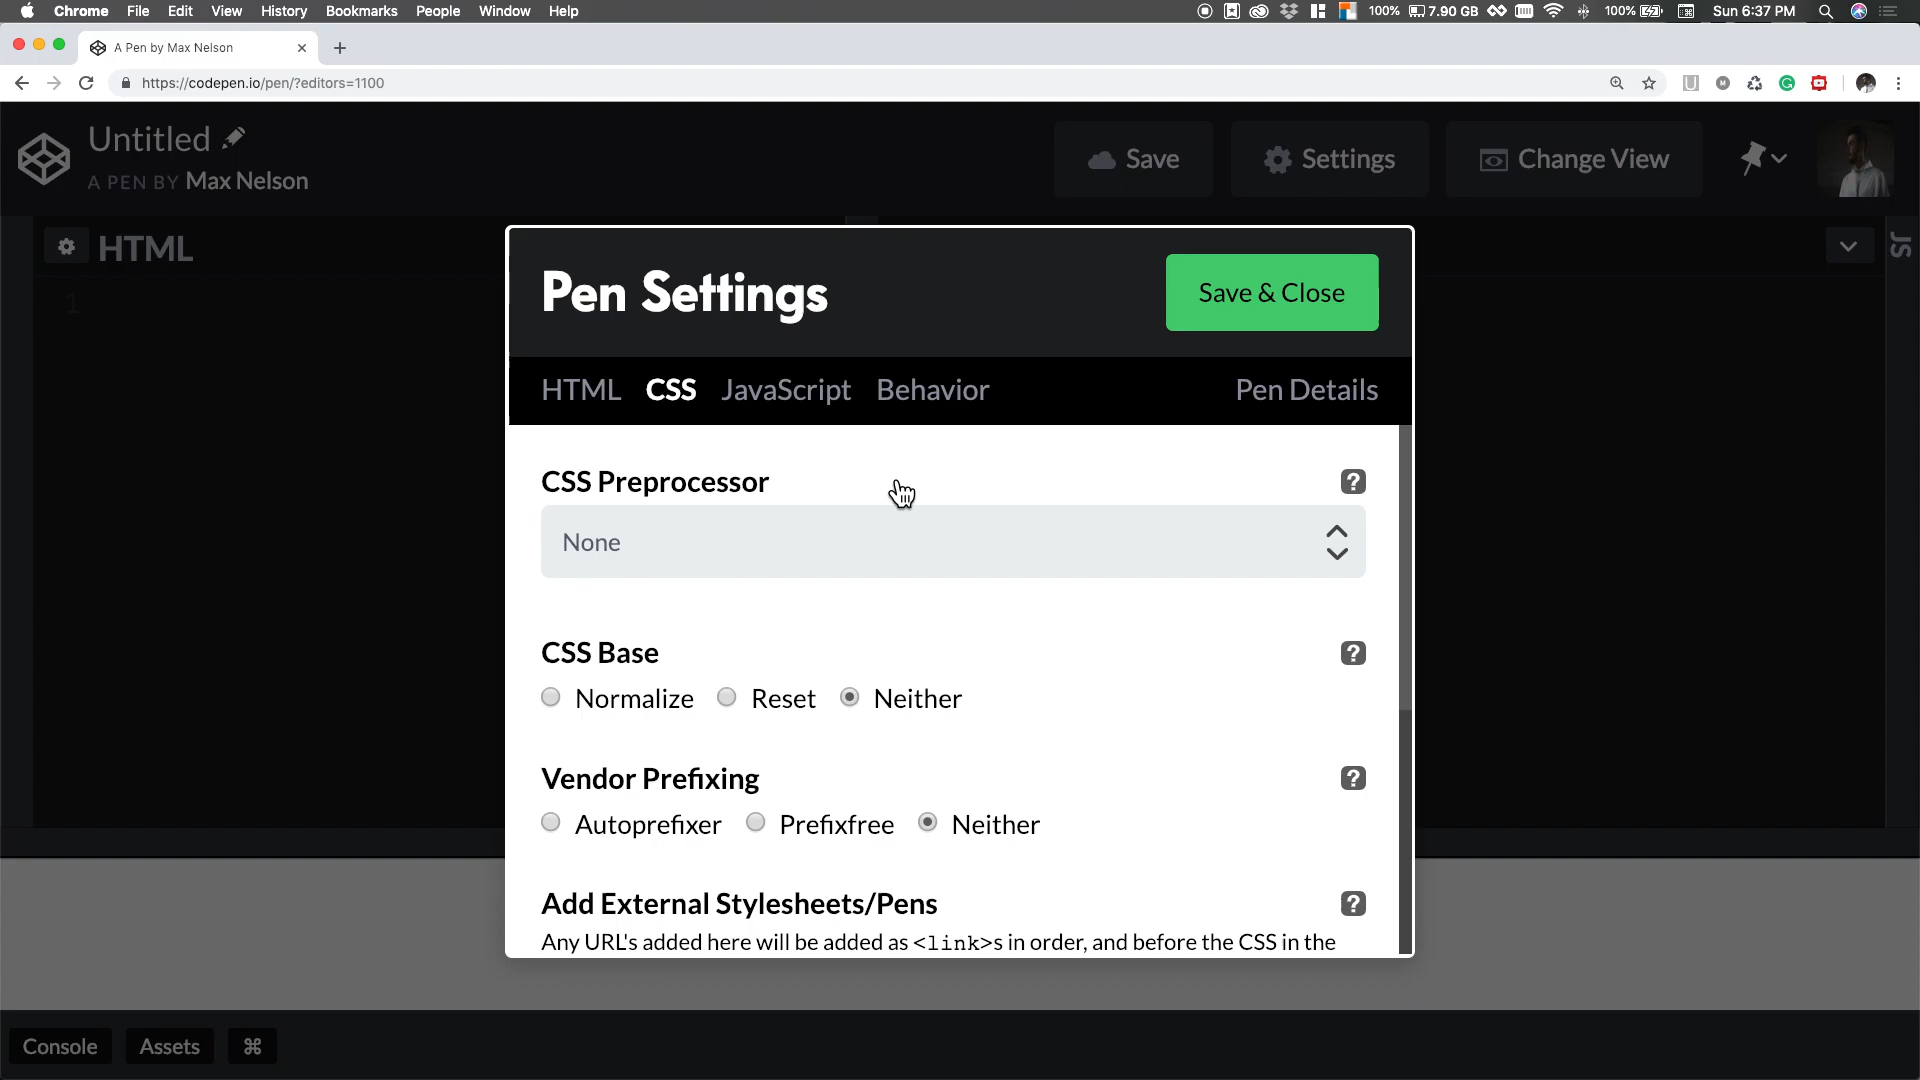 Chrome File Edit View History Bookmarks People Window Help 100% 7.90 GB 100% Sun 6:37 PM
A Pen by Max Nelson
https://codepen.io/pen/?editors=1100
Untitled
A PEN BY Max Nelson
Save Settings Change View
HTML
JS
1
Pen Settings
Save & Close
HTML CSS JavaScript Behavior Pen Details
CSS Preprocessor ?
None
CSS Base ?
Normalize Reset Neither
Vendor Prefixing ?
Autoprefixer Prefixfree Neither
Add External Stylesheets/Pens ?
Any URL's added here will be added as <link>s in order, and before the CSS in the
Console Assets ⌘